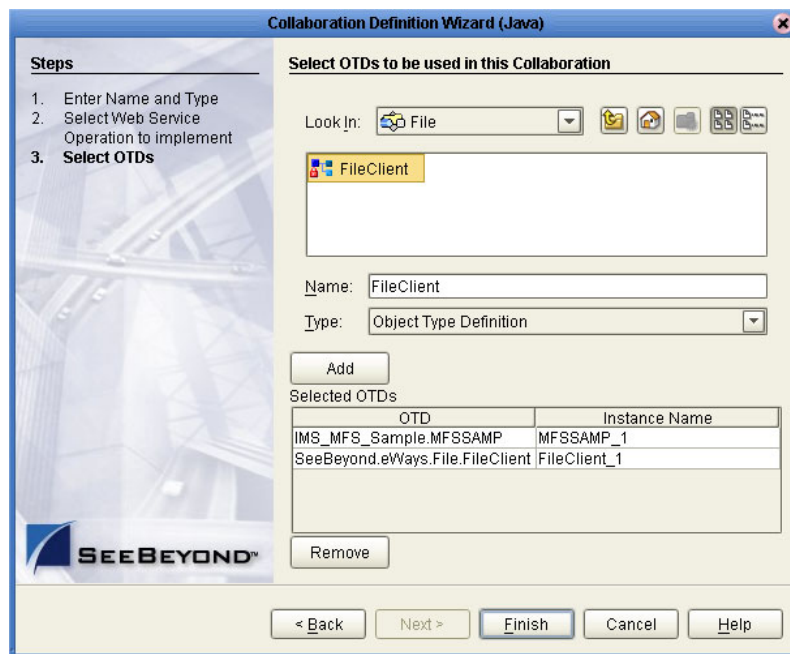 Collaboration Definition Wizard (Java)
Steps
1. Enter Name and Type
2. Select Web Service
Operation to implement
3. Select OTDs
SEEBEYOND™
Select OTDs to be used in this Collaboration
Look In: File
FileClient
Name: FileClient
Type: Object Type Definition
Add
Selected OTDs
OTD Instance Name
IMS_MFS_Sample.MFSSAMP MFSSAMP_1
SeeBeyond.eWays.File.FileClient FileClient_1
Remove
< Back Next > Finish Cancel Help